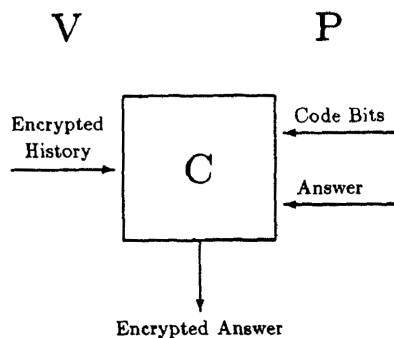 V P
Encrypted
History
C
Code Bits
Answer
Encrypted Answer